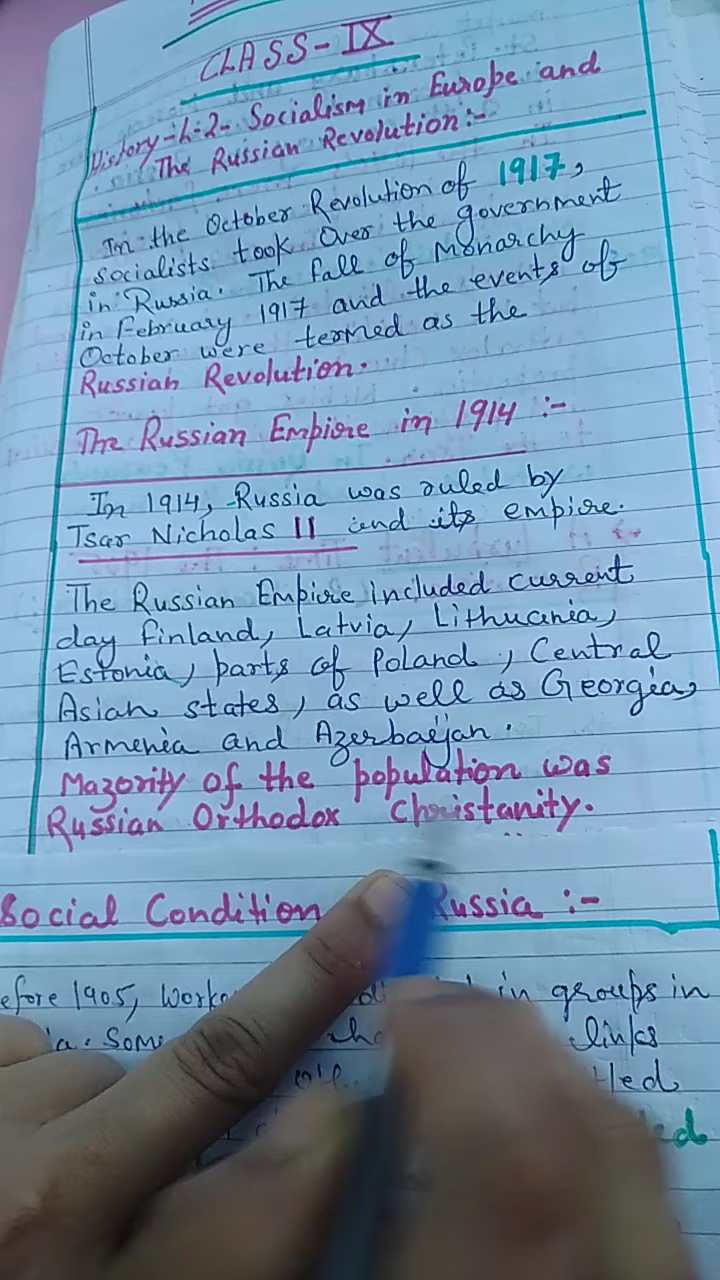 CLASS-IX
History-h-2- Socialism in Europe and
The Russian Revolution:-
In the October Revolution of 1917,
socialists took over the government
in Russia. The fall of Monarchy
in February 1917 and the events of
October were termed as the
Russian Revolution.
The Russian Empire in 1914 :-
In 1914, Russia was ruled by
Tsar Nicholas II and its empire.
The Russian Empire included current
day Finland, Latvia, Lithuania,
Estonia, parts of Poland, Central
Asian states, as well as Georgia,
Armenia and Azerbaijan.
Mazority of the population was
Russian Orthodox Christanity.
Social Condition Russia :-
efore 1905, in groups in
links